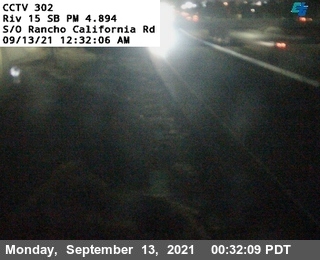 CCTV 302
Riv 15 SB PM 4.894
S/O Rancho California Rd
09/13/21 12:32:06 AM
Monday, September 13, 2021 00:32:09 PDT